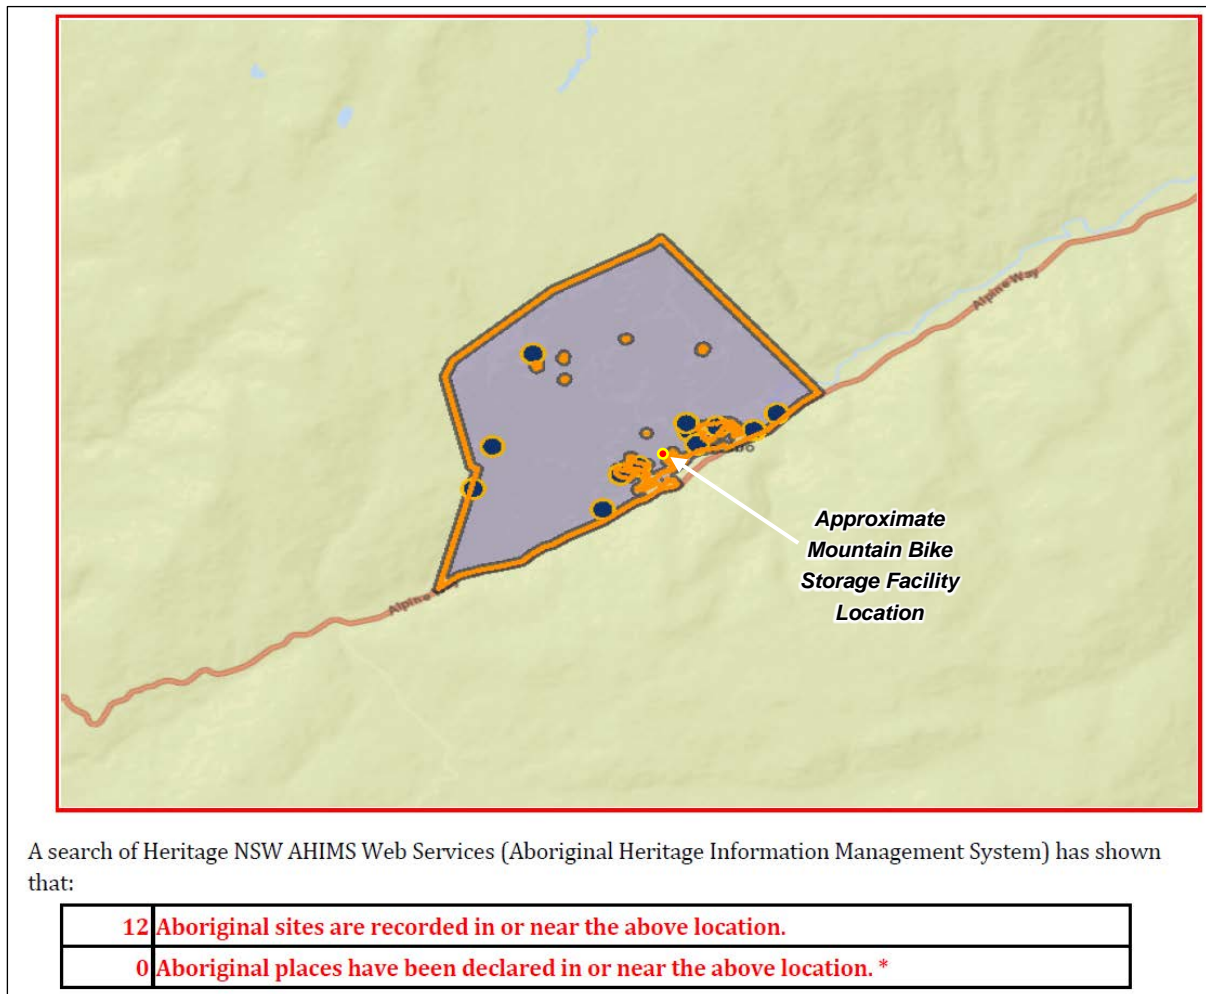 Alpine Way
Approximate
Mountain Bike
Storage Facility
Location
A search of Heritage NSW AHIMS Web Services (Aboriginal Heritage Information Management System) has shown
that:
12 Aboriginal sites are recorded in or near the above location.
0 Aboriginal places have been declared in or near the above location. *